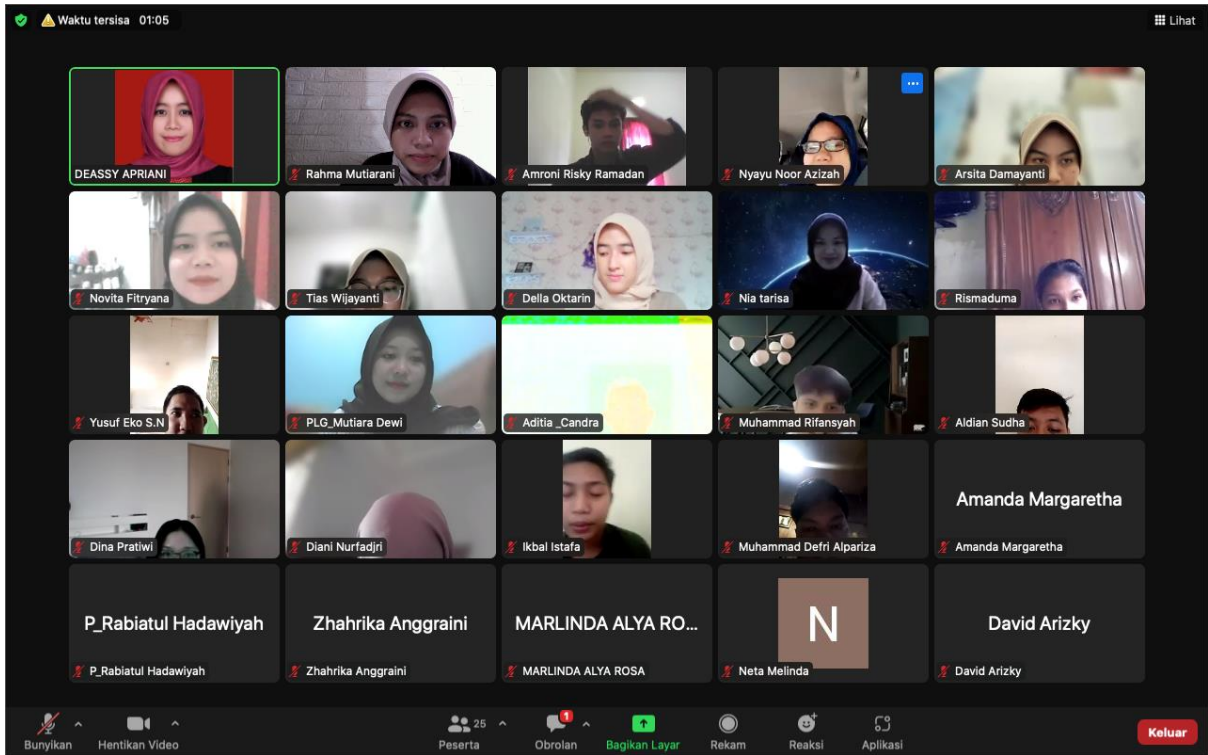 Waktu tersisa 01:05
Lihat
DEASSY APRIANI
Rahma Mutiarani
Amroni Risky Ramadan
Nyayu Noor Azizah
Arsita Damayanti
Novita Fitryana
Tias Wijayanti
Della Oktarin
Nia tarisa
Rismaduma
Yusuf Eko S.N
PLG_Mutiara Dewi
Aditia _Candra
Muhammad Rifansyah
Aldian Sudha
Dina Pratiwi
Diani Nurfadjri
Ikbal Istafa
Muhammad Defri Alpariza
Amanda Margaretha
Amanda Margaretha
P_Rabiatul Hadawiyah
P_Rabiatul Hadawiyah
Zhahrika Anggraini
Zhahrika Anggraini
MARLINDA ALYA RO...
MARLINDA ALYA ROSA
N
Neta Melinda
David Arizky
David Arizky
Bunyikan
Hentikan Video
25
Peserta
1
Obrolan
Bagikan Layar
Rekam
Reaksi
Aplikasi
Keluar